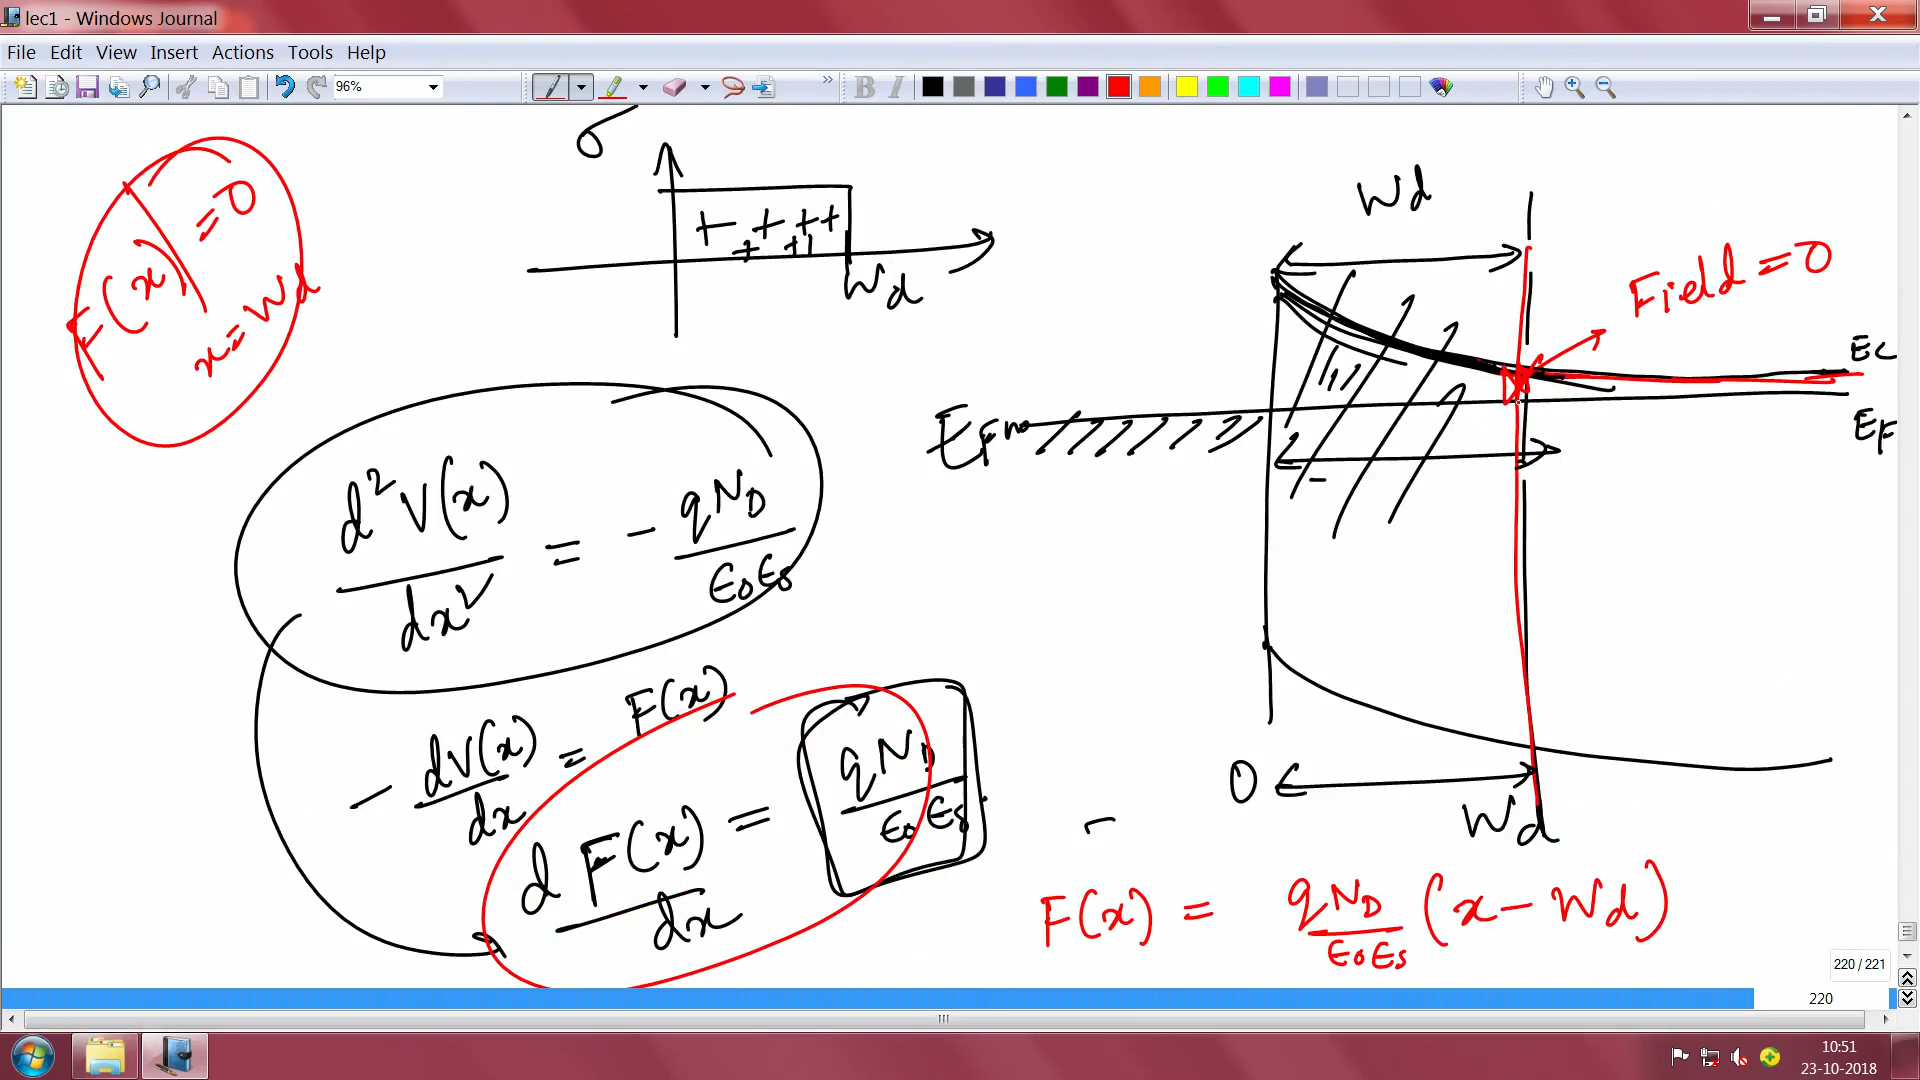 lec1 - Windows Journal
File Edit View Insert Actions Tools Help
96%
B I
F(x)| = 0
x = Wd
σ
+ + + +
+ +
Wd
Wd
Field = 0
Ec
EFm
EF
d²V(x)/dx² = - qND/ε0εs
- dV(x)/dx = F(x)
dF(x)/dx = qND/ε0εs
0
Wd
F(x) = qND/ε0εs (x - Wd)
220 / 221
220
10:51
23-10-2018